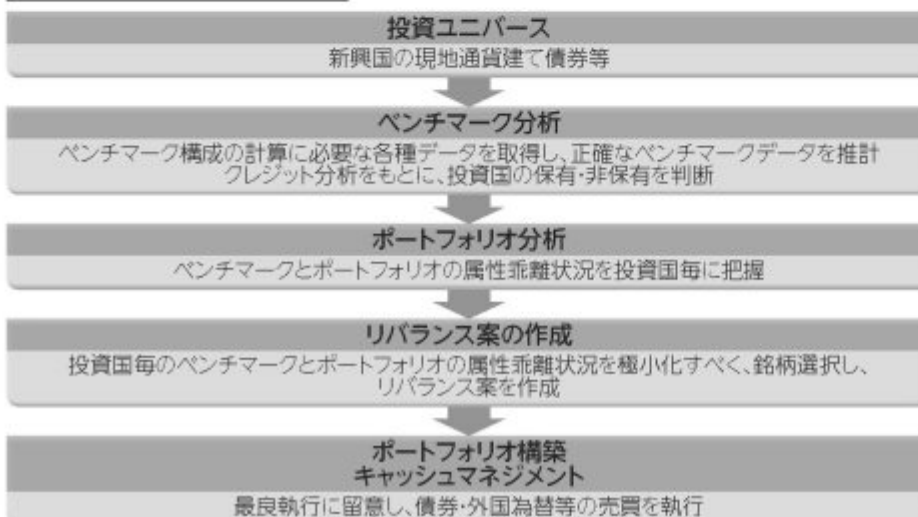 投資ユニバース
新興国の現地通貨建て債券等
ベンチマーク分析
ベンチマーク構成の計算に必要な各種データを取得し、正確なベンチマークデータを推計
クレジット分析をもとに、投資国の保有・非保有を判断
ポートフォリオ分析
ベンチマークとポートフォリオの属性乖離状況を投資国毎に把握
リバランス案の作成
投資国毎のベンチマークとポートフォリオの属性乖離状況を極小化すべく、銘柄選択し、
リバランス案を作成
ポートフォリオ構築
キャッシュマネジメント
最良執行に留意し、債券・外国為替等の売買を執行